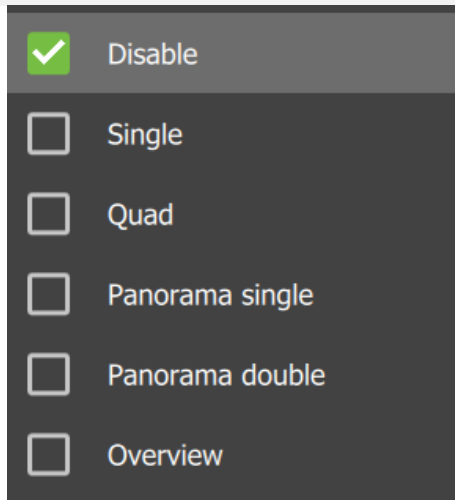 Disable
Single
Quad
Panorama single
Panorama double
Overview